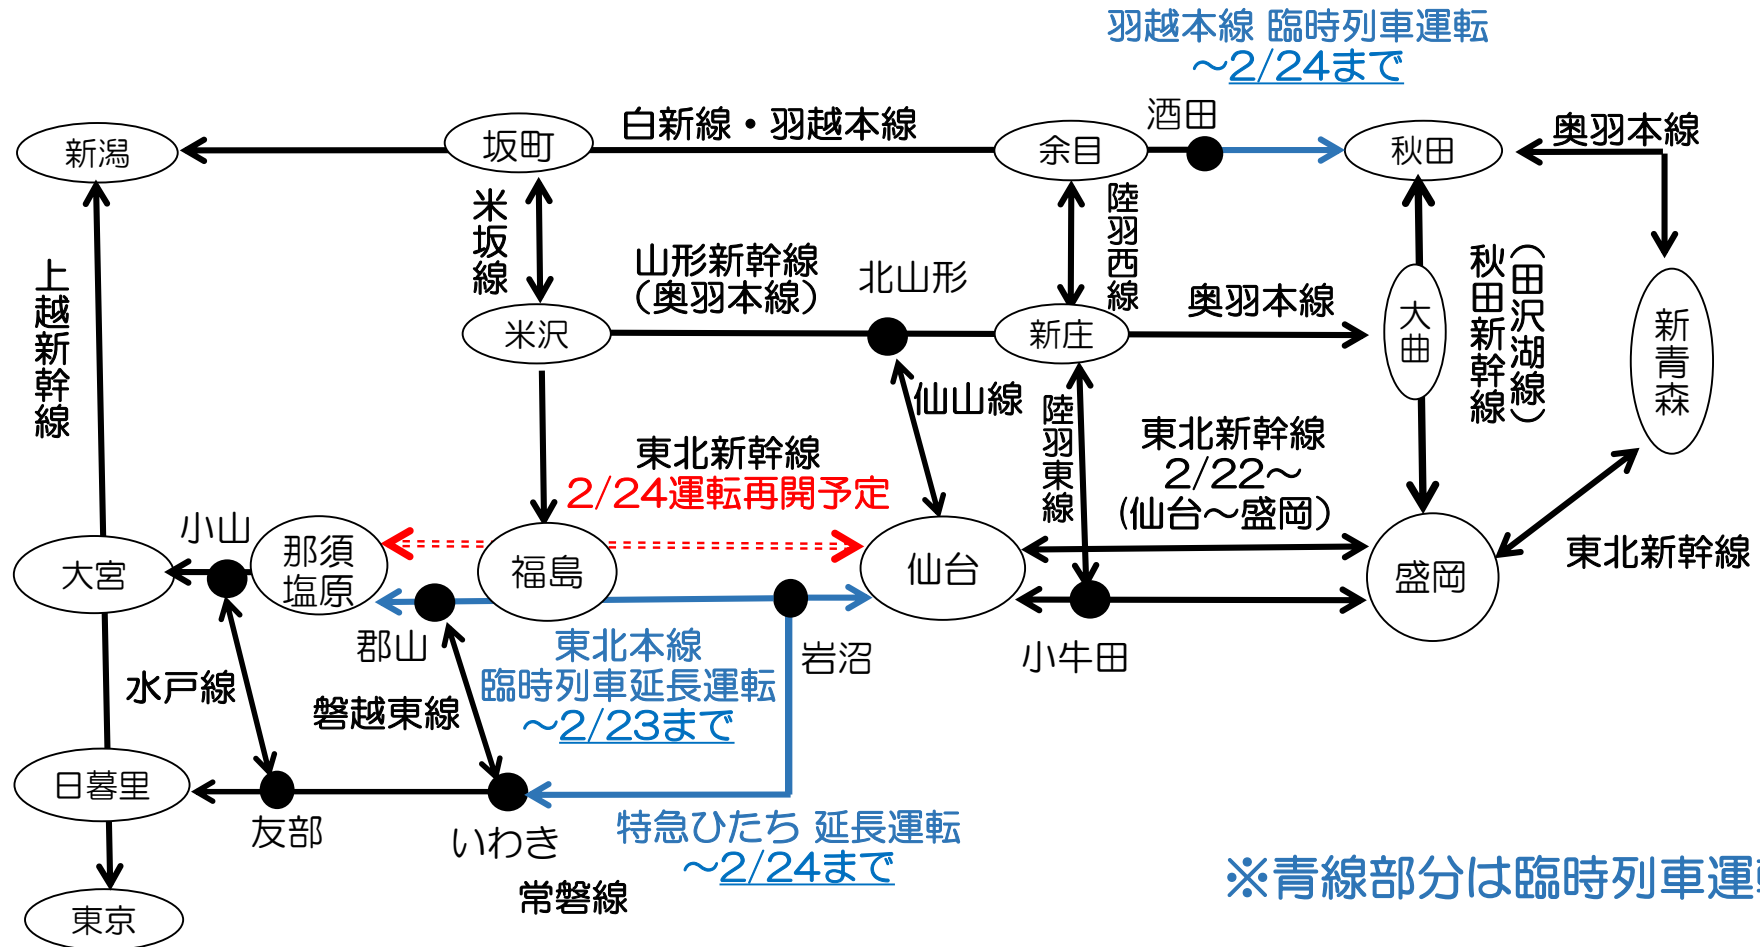 羽越本線 臨時列車運転
～2/24まで
白新線・羽越本線
酒田
奥羽本線
新潟
坂町
余目
秋田
米坂線
陸羽西線
上越新幹線
山形新幹線
（奥羽本線）
北山形
奥羽本線
秋田新幹線
（田沢湖線）
米沢
新庄
大曲
新青森
仙山線
陸羽東線
東北新幹線
2/24運転再開予定
東北新幹線
2/22～
（仙台～盛岡）
小山
那須
塩原
福島
仙台
盛岡
東北新幹線
大宮
郡山
岩沼
小牛田
東北本線
臨時列車延長運転
～2/23まで
水戸線
磐越東線
日暮里
友部
いわき
特急ひたち 延長運転
～2/24まで
常磐線
東京
※青線部分は臨時列車運転